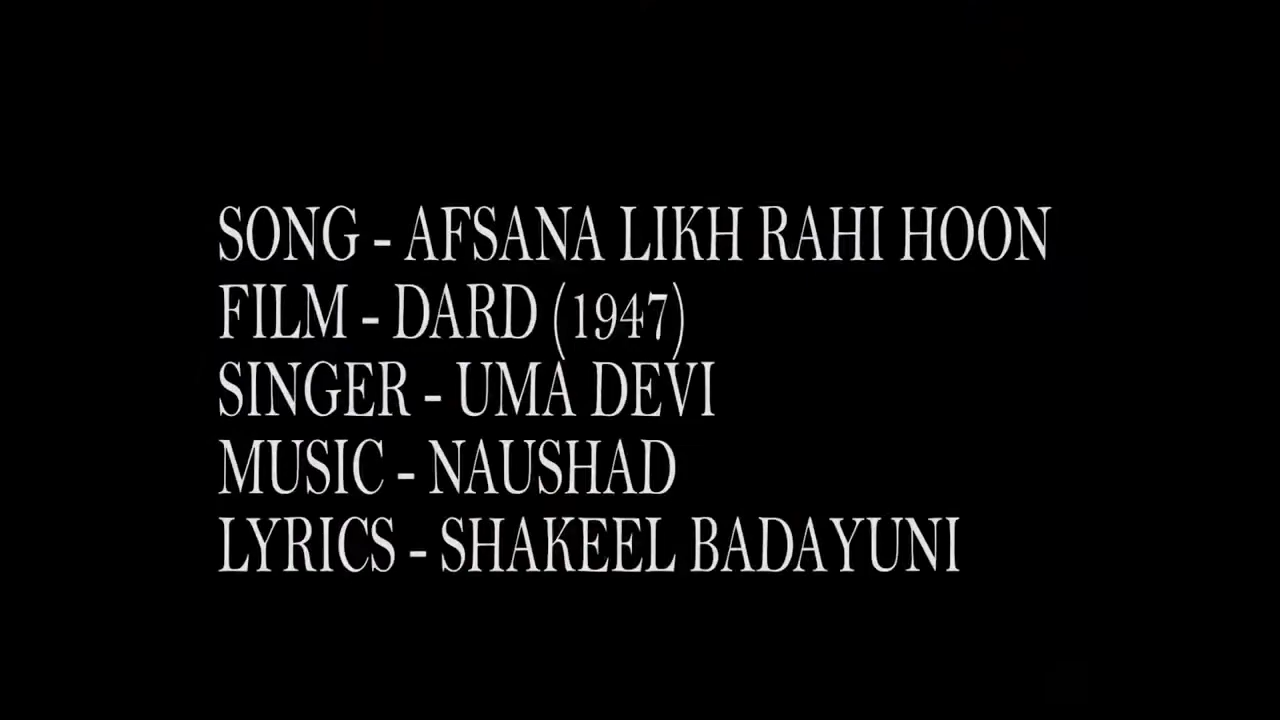 SONG - AFSANA LIKH RAHI HOON
FILM - DARD (1947)
SINGER - UMA DEVI
MUSIC - NAUSHAD
LYRICS - SHAKEEL BADAYUNI